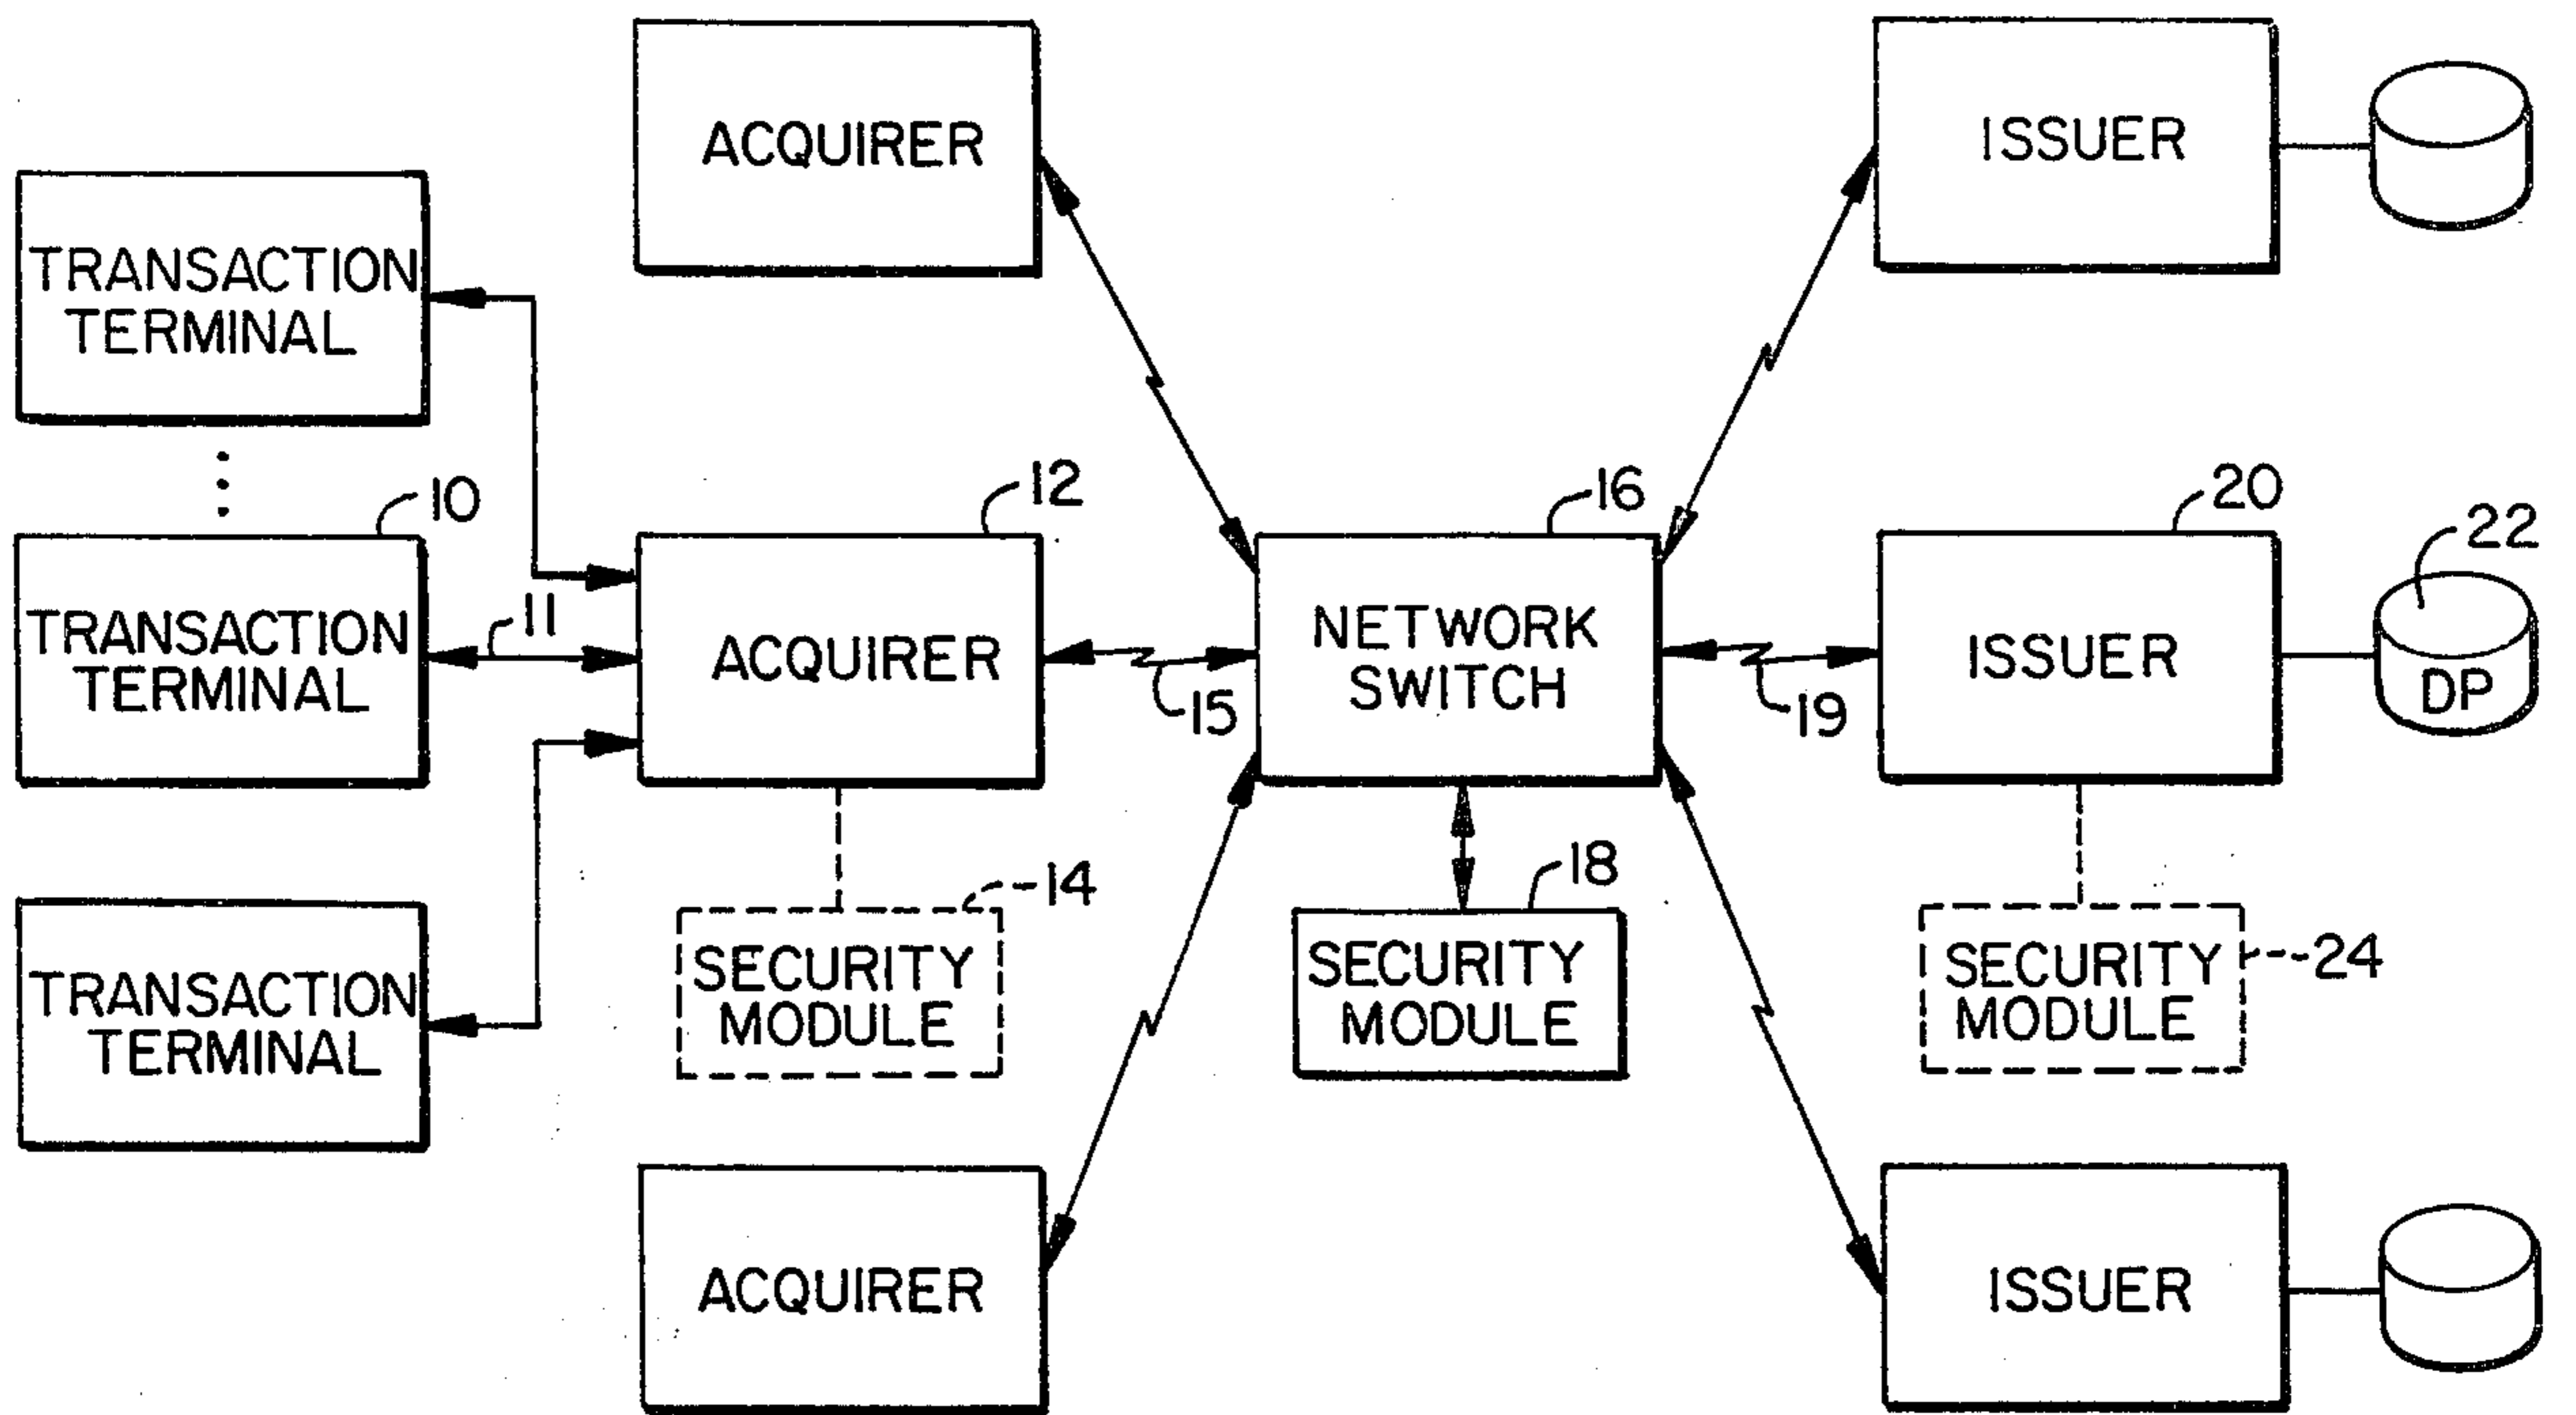 ACQUIRER
ISSUER
TRANSACTION
TERMINAL
10
12
16
20
22
TRANSACTION
TERMINAL
11
ACQUIRER
15
NETWORK
SWITCH
19
ISSUER
DP
14
SECURITY
MODULE
18
SECURITY
MODULE
24
SECURITY
MODULE
TRANSACTION
TERMINAL
ACQUIRER
ISSUER